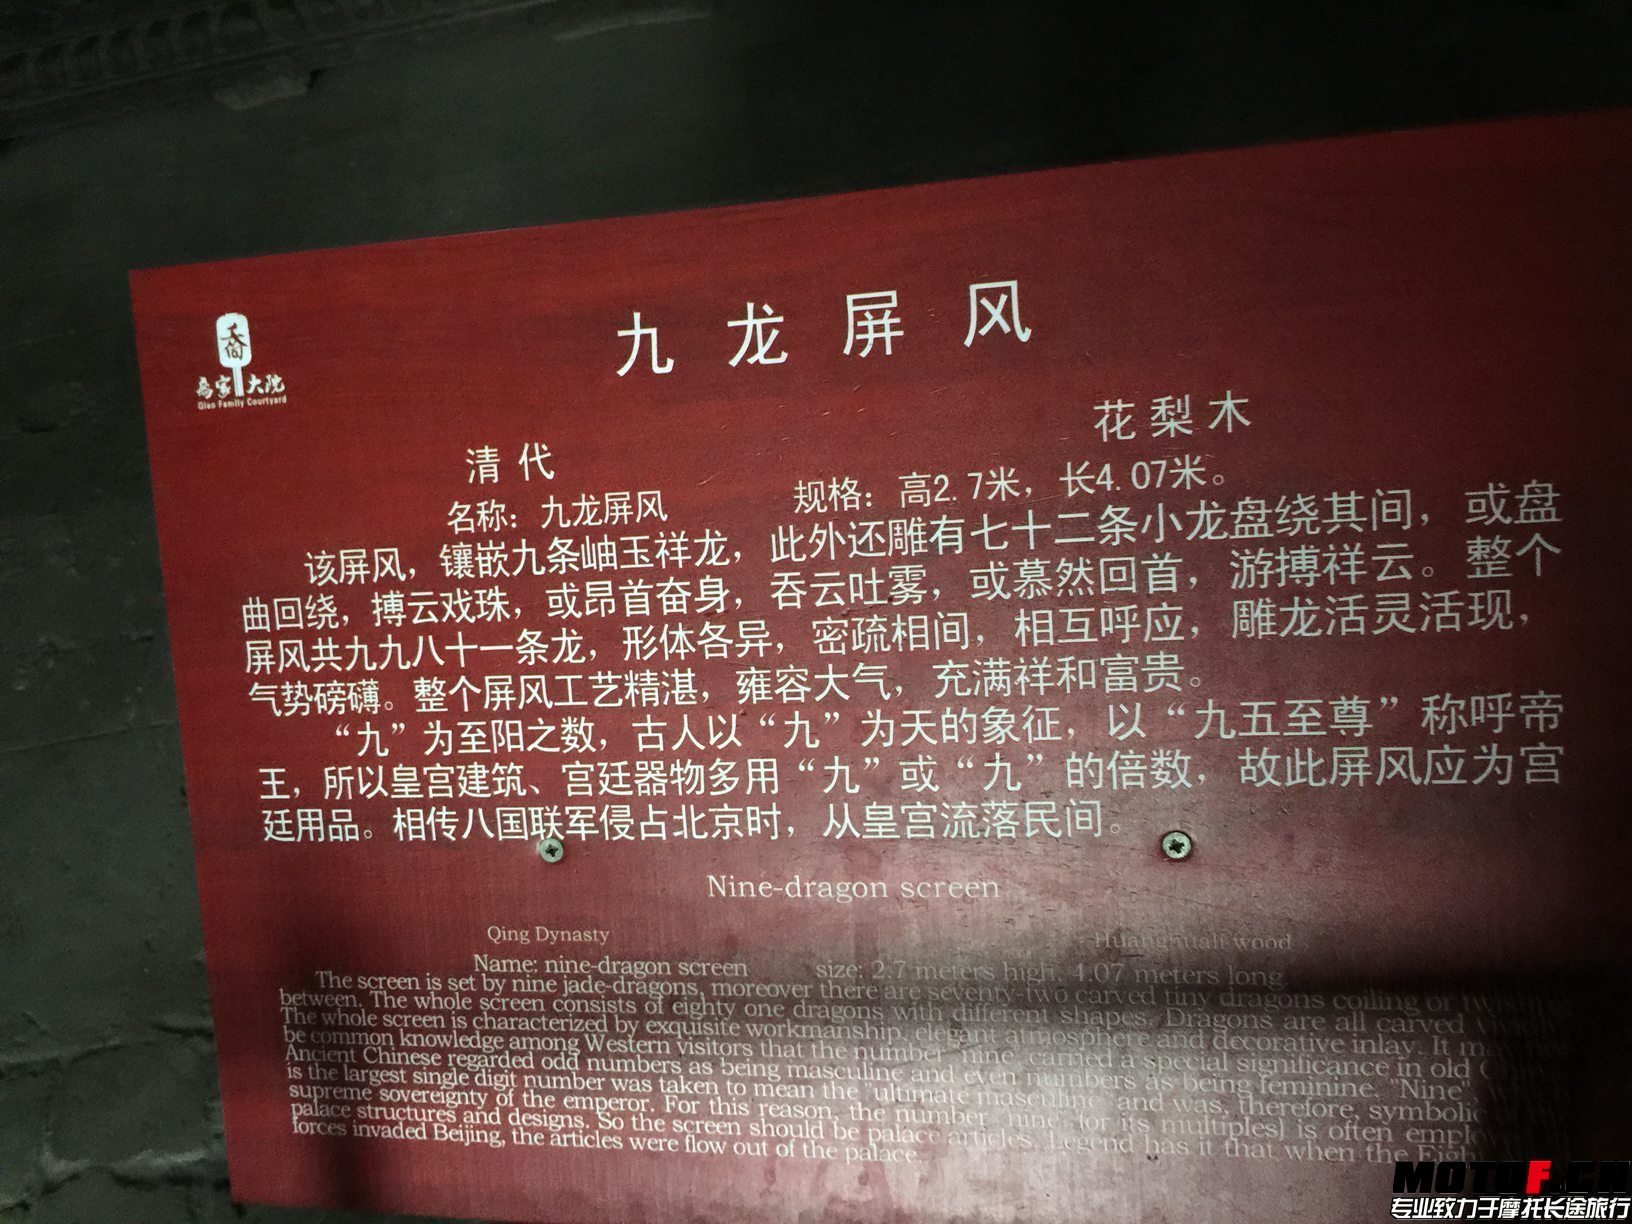 喬
喬家大院
Qiao Family Courtyard
九龙屏风
清代 花梨木
名称：九龙屏风 规格：高2.7米，长4.07米。
该屏风，镶嵌九条岫玉祥龙，此外还雕有七十二条小龙盘绕其间，或盘
曲回绕，搏云戏珠，或昂首奋身，吞云吐雾，或慕然回首，游搏祥云。整个
屏风共九九八十一条龙，形体各异，密疏相间，相互呼应，雕龙活灵活现，
气势磅礴。整个屏风工艺精湛，雍容大气，充满祥和富贵。
“九”为至阳之数，古人以“九”为天的象征，以“九五至尊”称呼帝
王，所以皇宫建筑、宫廷器物多用“九”或“九”的倍数，故此屏风应为宫
廷用品。相传八国联军侵占北京时，从皇宫流落民间。
Nine-dragon screen
Qing Dynasty Huanghuali wood
Name: nine-dragon screen size: 2.7 meters high, 4.07 meters long.
The screen is set by nine jade-dragons, moreover there are seventy-two carved tiny dragons coiling or
between. The whole screen consists of eighty one dragons with different shapes. Dragons are all carved
The whole screen is characterized by exquisite workmanship, elegant atmosphere and decorative inlay. It
be common knowledge among Western visitors that the number "nine" carried a special significance in old
Ancient Chinese regarded odd numbers as being masculine and even numbers as being feminine. "Nine"
is the largest single digit number was taken to mean the "ultimate masculine" and was, therefore, symbolic
supreme sovereignty of the emperor. For this reason, the number "nine" (or its multiples) is often
palace structures and designs. So the screen should be palace articles. Legend has it that when the
forces invaded Beijing, the articles were flow out of the palace.
MOTOF.CN
专业致力于摩托长途旅行